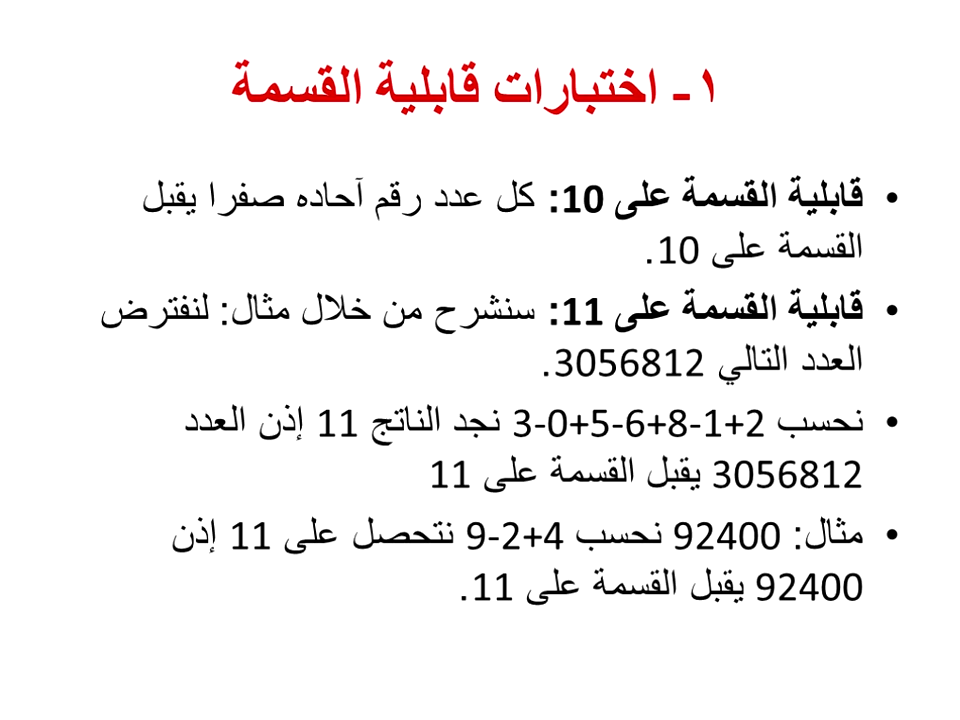 ١- اختبارات قابلية القسمة
• قابلية القسمة على 10: كل عدد رقم آحاده صفرا يقبل
القسمة على 10.
• قابلية القسمة على 11: سنشرح من خلال مثال: لنفترض
العدد التالي 3056812.
• نحسب 3-0+5-6+8-1+2 نجد الناتج 11 إذن العدد
3056812 يقبل القسمة على 11
• مثال: 92400 نحسب 9-2+4 نتحصل على 11 إذن
92400 يقبل القسمة على 11.